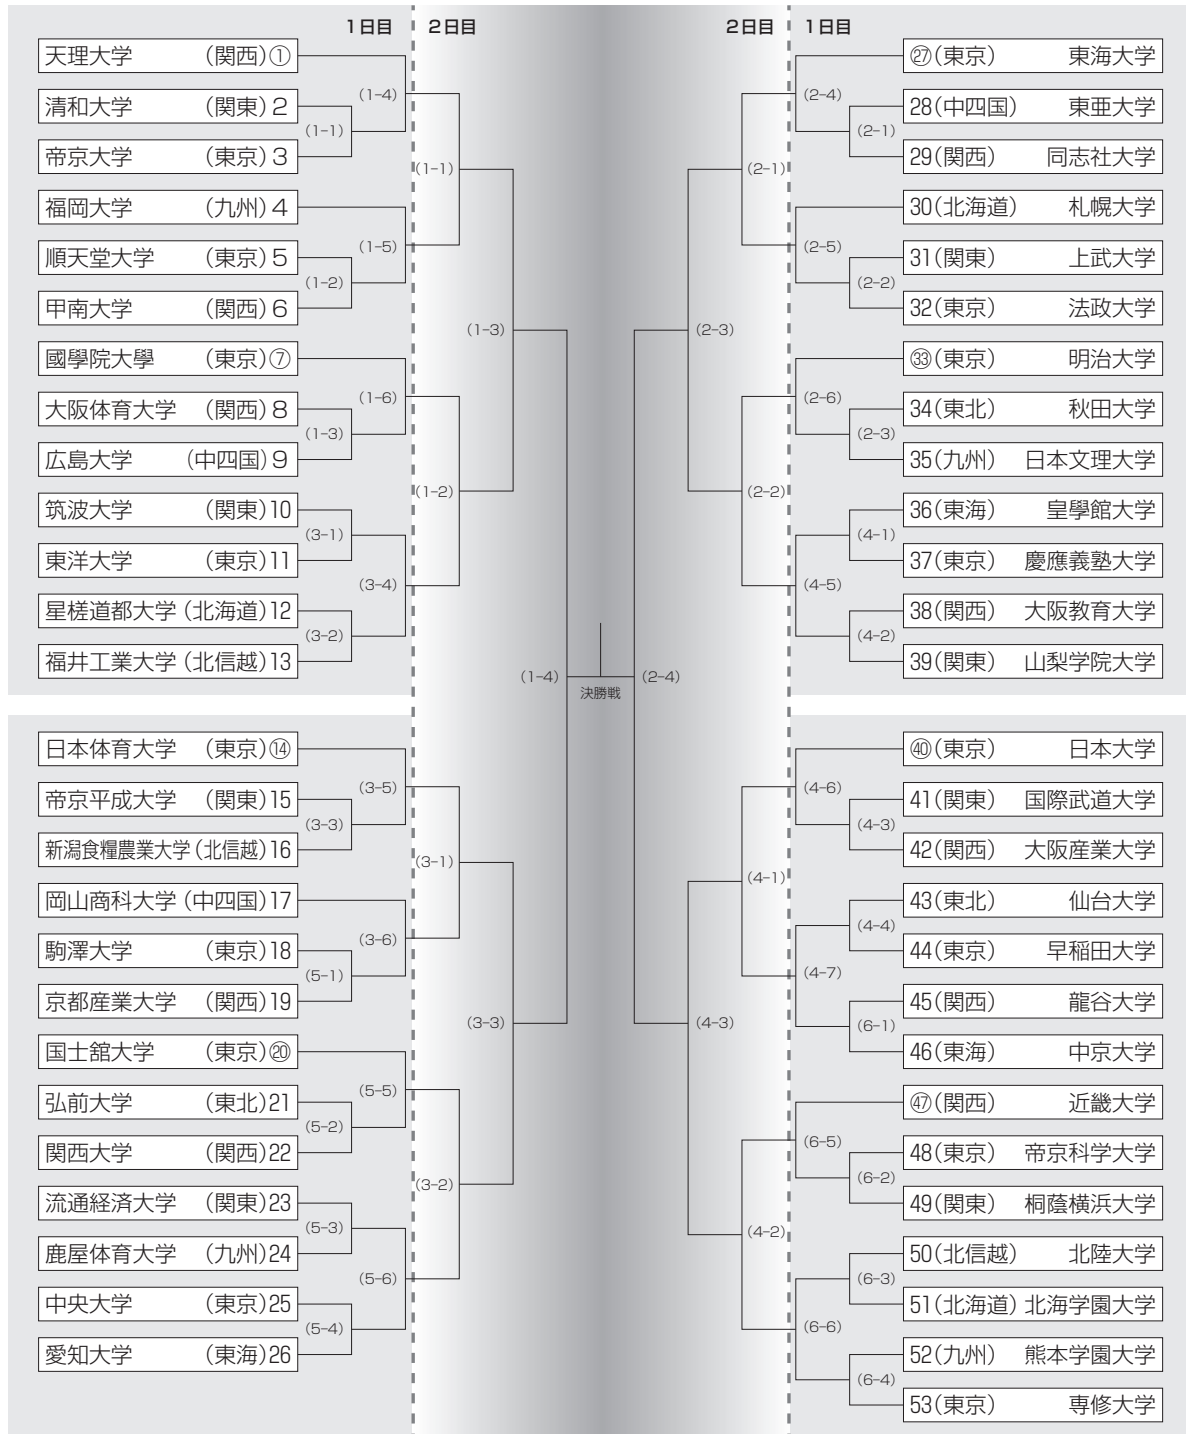 1日目 2日目
天理大学 (関西)①
(1-4)
清和大学 (関東)2
(1-1)
帝京大学 (東京)3
(1-1)
福岡大学 (九州)4
(1-5)
順天堂大学 (東京)5
(1-2)
甲南大学 (関西)6
(1-3)
國學院大學 (東京)⑦
(1-6)
大阪体育大学 (関西)8
(1-3)
広島大学 (中四国)9
(1-2)
筑波大学 (関東)10
(3-1)
東洋大学 (東京)11
(3-4)
星槎道都大学 (北海道)12
(3-2)
福井工業大学 (北信越)13
(1-4)
日本体育大学 (東京)⑭
(3-5)
帝京平成大学 (関東)15
(3-3)
新潟食糧農業大学 (北信越)16
(3-1)
岡山商科大学 (中四国)17
(3-6)
駒澤大学 (東京)18
(5-1)
京都産業大学 (関西)19
(3-3)
国士舘大学 (東京)⑳
(5-5)
弘前大学 (東北)21
(5-2)
関西大学 (関西)22
(3-2)
流通経済大学 (関東)23
(5-3)
鹿屋体育大学 (九州)24
(5-6)
中央大学 (東京)25
(5-4)
愛知大学 (東海)26
決勝戦
2日目 1日目
㉗(東京) 東海大学
(2-4)
28(中四国) 東亜大学
(2-1)
29(関西) 同志社大学
(2-1)
30(北海道) 札幌大学
(2-5)
31(関東) 上武大学
(2-2)
32(東京) 法政大学
(2-3)
㉝(東京) 明治大学
(2-6)
34(東北) 秋田大学
(2-3)
35(九州) 日本文理大学
(2-2)
36(東海) 皇學館大学
(4-1)
37(東京) 慶應義塾大学
(4-5)
38(関西) 大阪教育大学
(4-2)
39(関東) 山梨学院大学
(2-4)
㊵(東京) 日本大学
(4-6)
41(関東) 国際武道大学
(4-3)
42(関西) 大阪産業大学
(4-1)
43(東北) 仙台大学
(4-4)
44(東京) 早稲田大学
(4-7)
45(関西) 龍谷大学
(6-1)
46(東海) 中京大学
(4-3)
㊼(関西) 近畿大学
(6-5)
48(東京) 帝京科学大学
(6-2)
49(関東) 桐蔭横浜大学
(4-2)
50(北信越) 北陸大学
(6-3)
51(北海道) 北海学園大学
(6-6)
52(九州) 熊本学園大学
(6-4)
53(東京) 専修大学